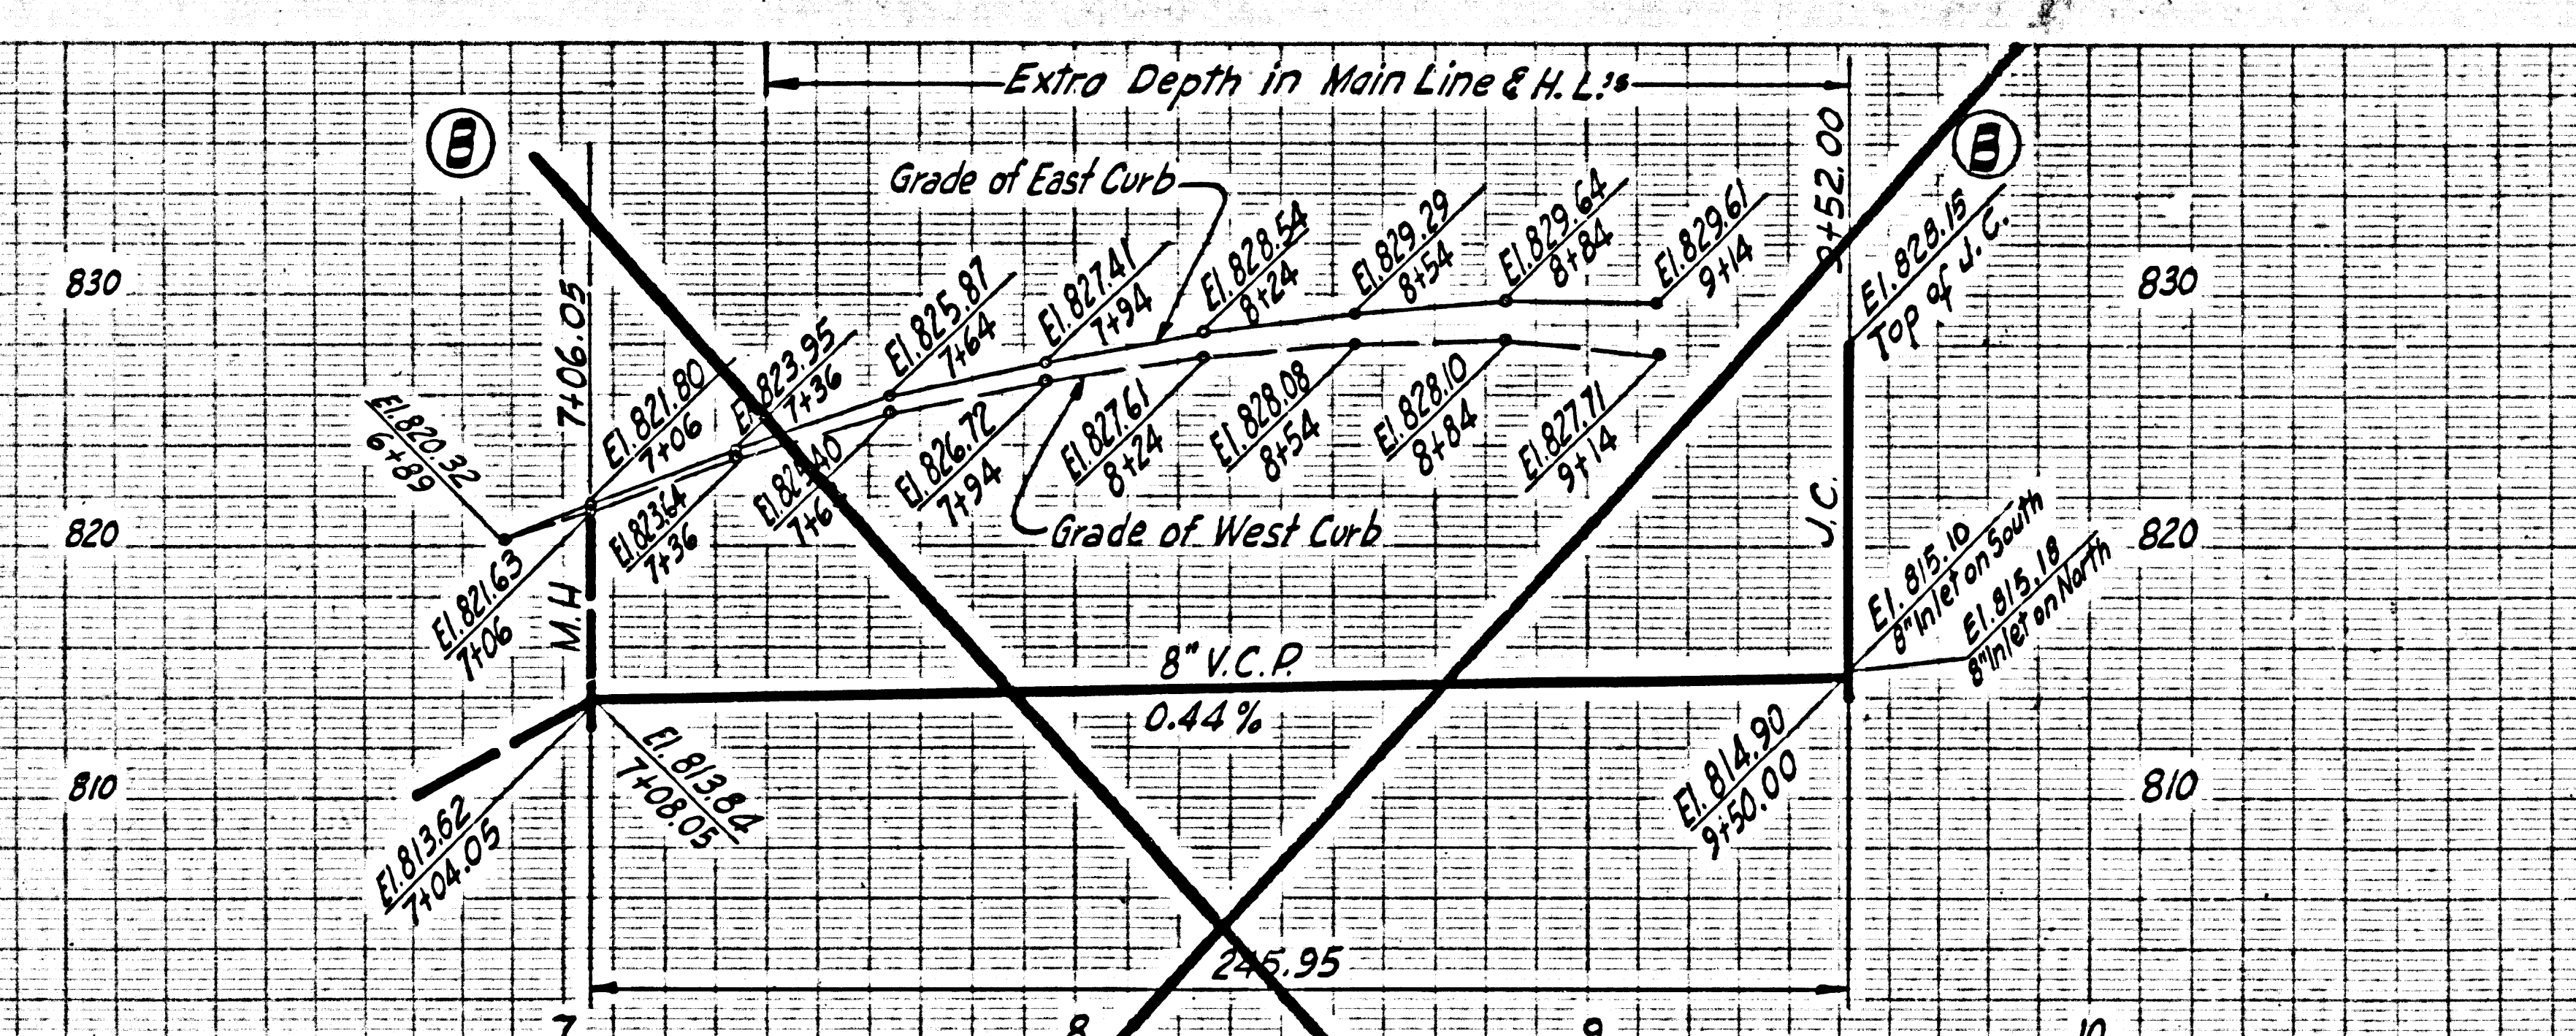 Extra Depth in Main Line & H.L.'s
B
B
Grade of East Curb
7+06.05
9+52.00
830
830
El. 820.32
6+89
El. 821.80
7+06
El. 823.95
7+36
El. 825.87
7+64
El. 827.41
7+94
El. 828.54
8+24
El. 829.29
8+54
El. 829.64
8+84
El. 829.61
9+14
El. 828.15
Top of J.C.
820
820
El. 821.63
7+06
El. 823.64
7+36
El. 825.40
El. 826.72
7+94
El. 827.61
8+24
El. 828.08
8+54
El. 828.10
8+84
El. 827.71
9+14
Grade of West Curb
M.H
J.C.
El. 815.10
8" Inlet on South
El. 815.18
8" Inlet on North
8" V.C.P.
0.44%
810
810
El. 813.62
7+04.05
El. 813.84
7+08.05
El. 814.90
9+50.00
245.95
7
8
9
10